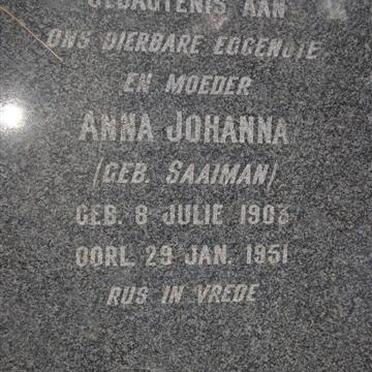 GEDAGTENIS AAN
ONS DIERBARE EGGENOTE
EN MOEDER
ANNA JOHANNA
(GEB. SAAIMAN)
GEB. 8 JULIE 1903
OORL. 29 JAN. 1951
RUS IN VREDE